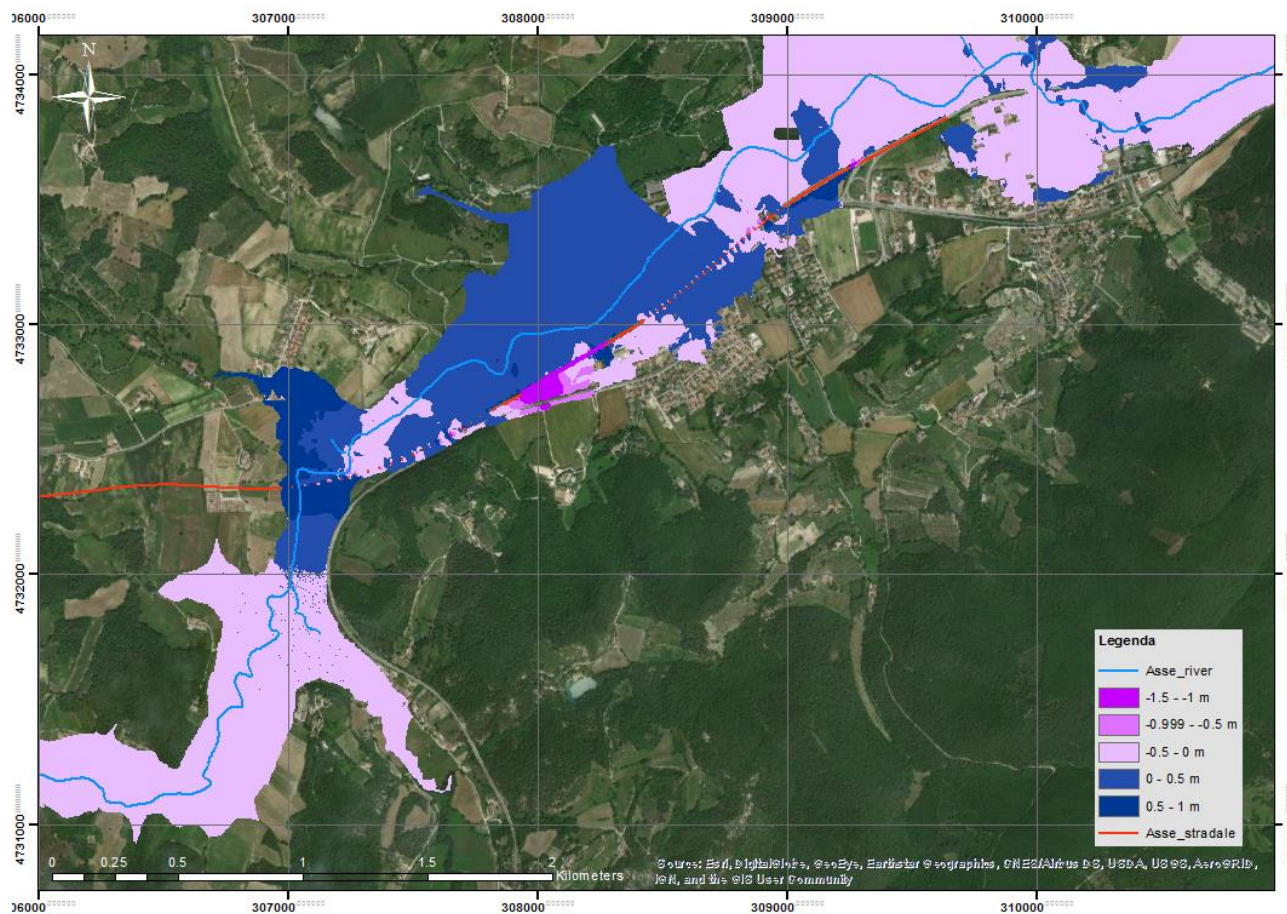 06000
307000
308000
309000
310000
N
4734000
4734000
4733000
4732000
4731000
Legenda
Asse_river
-1.5 - -1 m
-0.999 - -0.5 m
-0.5 - 0 m
0 - 0.5 m
0.5 - 1 m
Asse_stradale
0 0.25 0.5 1 1.5 2
Kilometers
Source: Esri, DigitalGlobe, GeoEye, Earthstar Geographics, CNES/Airbus DS, USDA, USGS, AeroGRID,
IGN, and the GIS User Community
06000
307000
308000
309000
310000